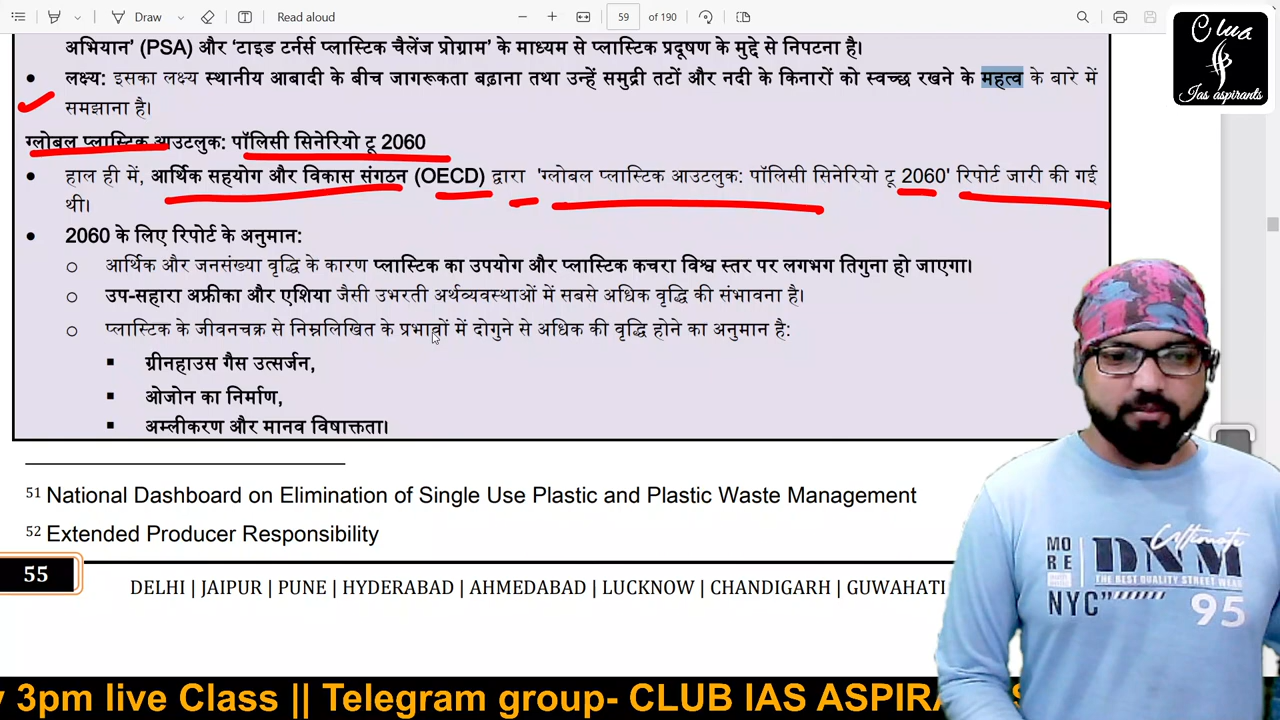 Draw
Read aloud
59 of 190
Clua
Ias aspirants
अभियान' (PSA) और 'टाइड टर्नर्स प्लास्टिक चैलेंज प्रोग्राम' के माध्यम से प्लास्टिक प्रदूषण के मुद्दे से निपटना है।
• लक्ष्य: इसका लक्ष्य स्थानीय आबादी के बीच जागरूकता बढ़ाना तथा उन्हें समुद्री तटों और नदी के किनारों को स्वच्छ रखने के महत्व के बारे में
समझाना है।
ग्लोबल प्लास्टिक आउटलुक: पॉलिसी सिनेरियो टू 2060
• हाल ही में, आर्थिक सहयोग और विकास संगठन (OECD) द्वारा 'ग्लोबल प्लास्टिक आउटलुक: पॉलिसी सिनेरियो टू 2060' रिपोर्ट जारी की गई
थी।
• 2060 के लिए रिपोर्ट के अनुमान:
o आर्थिक और जनसंख्या वृद्धि के कारण प्लास्टिक का उपयोग और प्लास्टिक कचरा विश्व स्तर पर लगभग तिगुना हो जाएगा।
o उप-सहारा अफ्रीका और एशिया जैसी उभरती अर्थव्यवस्थाओं में सबसे अधिक वृद्धि की संभावना है।
o प्लास्टिक के जीवनचक्र से निम्नलिखित के प्रभावों में दोगुने से अधिक की वृद्धि होने का अनुमान है:
▪ ग्रीनहाउस गैस उत्सर्जन,
▪ ओजोन का निर्माण,
▪ अम्लीकरण और मानव विषाक्तता।
51 National Dashboard on Elimination of Single Use Plastic and Plastic Waste Management
52 Extended Producer Responsibility
55
DELHI | JAIPUR | PUNE | HYDERABAD | AHMEDABAD | LUCKNOW | CHANDIGARH | GUWAHATI
MO
RE
DNM
Ultimate
THE BEST QUALITY STREET WEAR
NYC"
95
y 3pm live Class || Telegram group- CLUB IAS ASPIRA